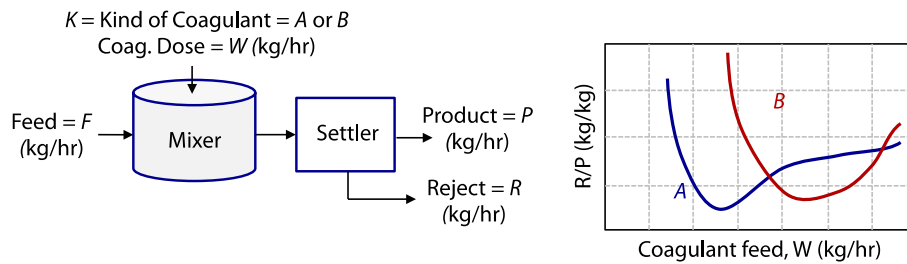 K = Kind of Coagulant = A or B
Coag. Dose = W (kg/hr)
Feed = F
(kg/hr)
Mixer
Settler
Product = P
(kg/hr)
Reject = R
(kg/hr)
R/P (kg/kg)
A
B
Coagulant feed, W (kg/hr)